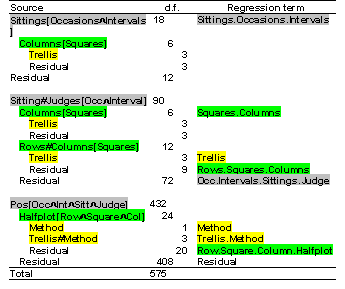 Source d.f. Regression term
Sittings[Occasions∧Intervals 18 Sittings.Occasions.Intervals
]
Columns[Squares] 6
Trellis 3
Residual 3
Residual 12
Sitting#Judges[Occ∧Interval] 90
Columns[Squares] 6 Squares.Columns
Trellis 3
Residual 3
Rows#Columns[Squares] 12
Trellis 3 Trellis
Residual 9 Rows.Squares.Columns
Residual 72 Occ.Intervals.Sittings.Judge
Pos[Occ∧Int∧Sitt∧Judge] 432
Halfplot[Row∧Square∧Col] 24
Method 1 Method
Trellis#Method 3 Trellis.Method
Residual 20 Row.Square.Column.Halfplot
Residual 408 Residual
Total 575